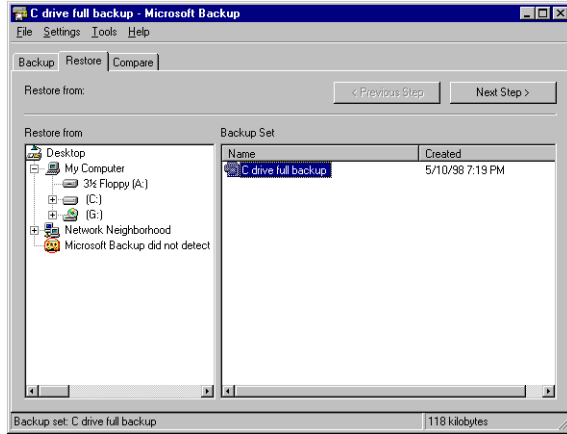 C drive full backup - Microsoft Backup
File Settings Tools Help
Backup Restore Compare
Restore from:
< Previous Step Next Step >
Restore from Backup Set
Desktop
My Computer
3½ Floppy (A:)
(C:)
(G:)
Network Neighborhood
Microsoft Backup did not detect
Name Created
C drive full backup 5/10/98 7:19 PM
Backup set: C drive full backup 118 kilobytes